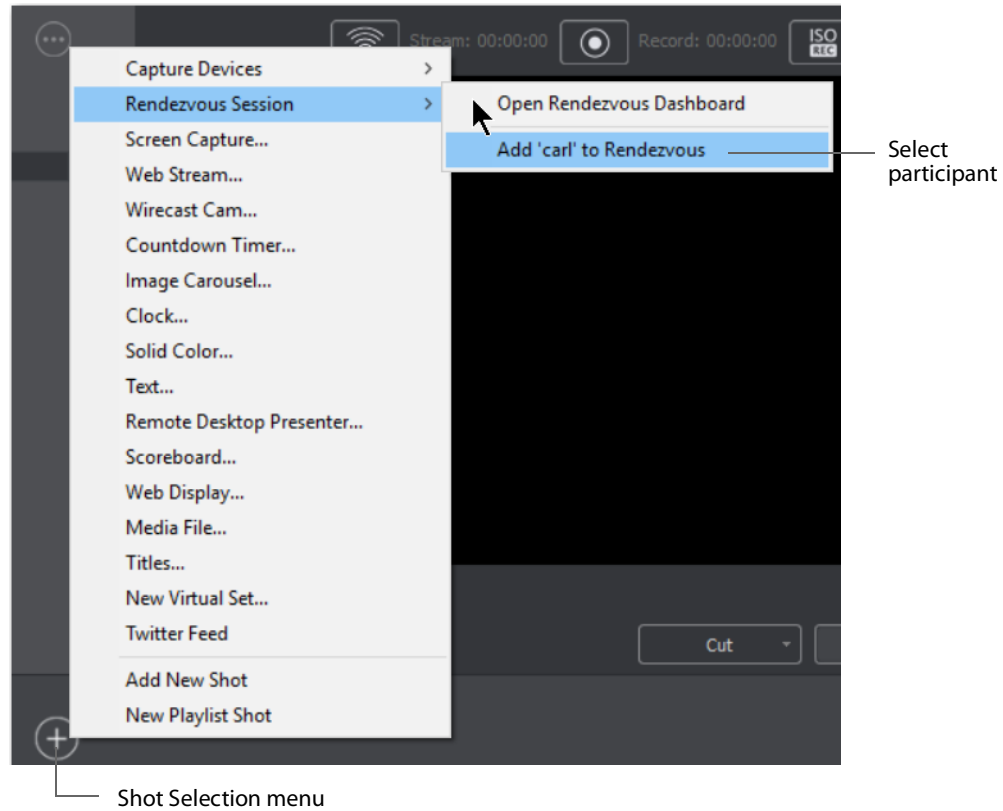 Stream: 00:00:00
Record: 00:00:00
ISO
REC
Capture Devices
Rendezvous Session
Screen Capture...
Web Stream...
Wirecast Cam...
Countdown Timer...
Image Carousel...
Clock...
Solid Color...
Text...
Remote Desktop Presenter...
Scoreboard...
Web Display...
Media File...
Titles...
New Virtual Set...
Twitter Feed
Add New Shot
New Playlist Shot
Open Rendezvous Dashboard
Add 'carl' to Rendezvous
Select
participant
Cut
Shot Selection menu